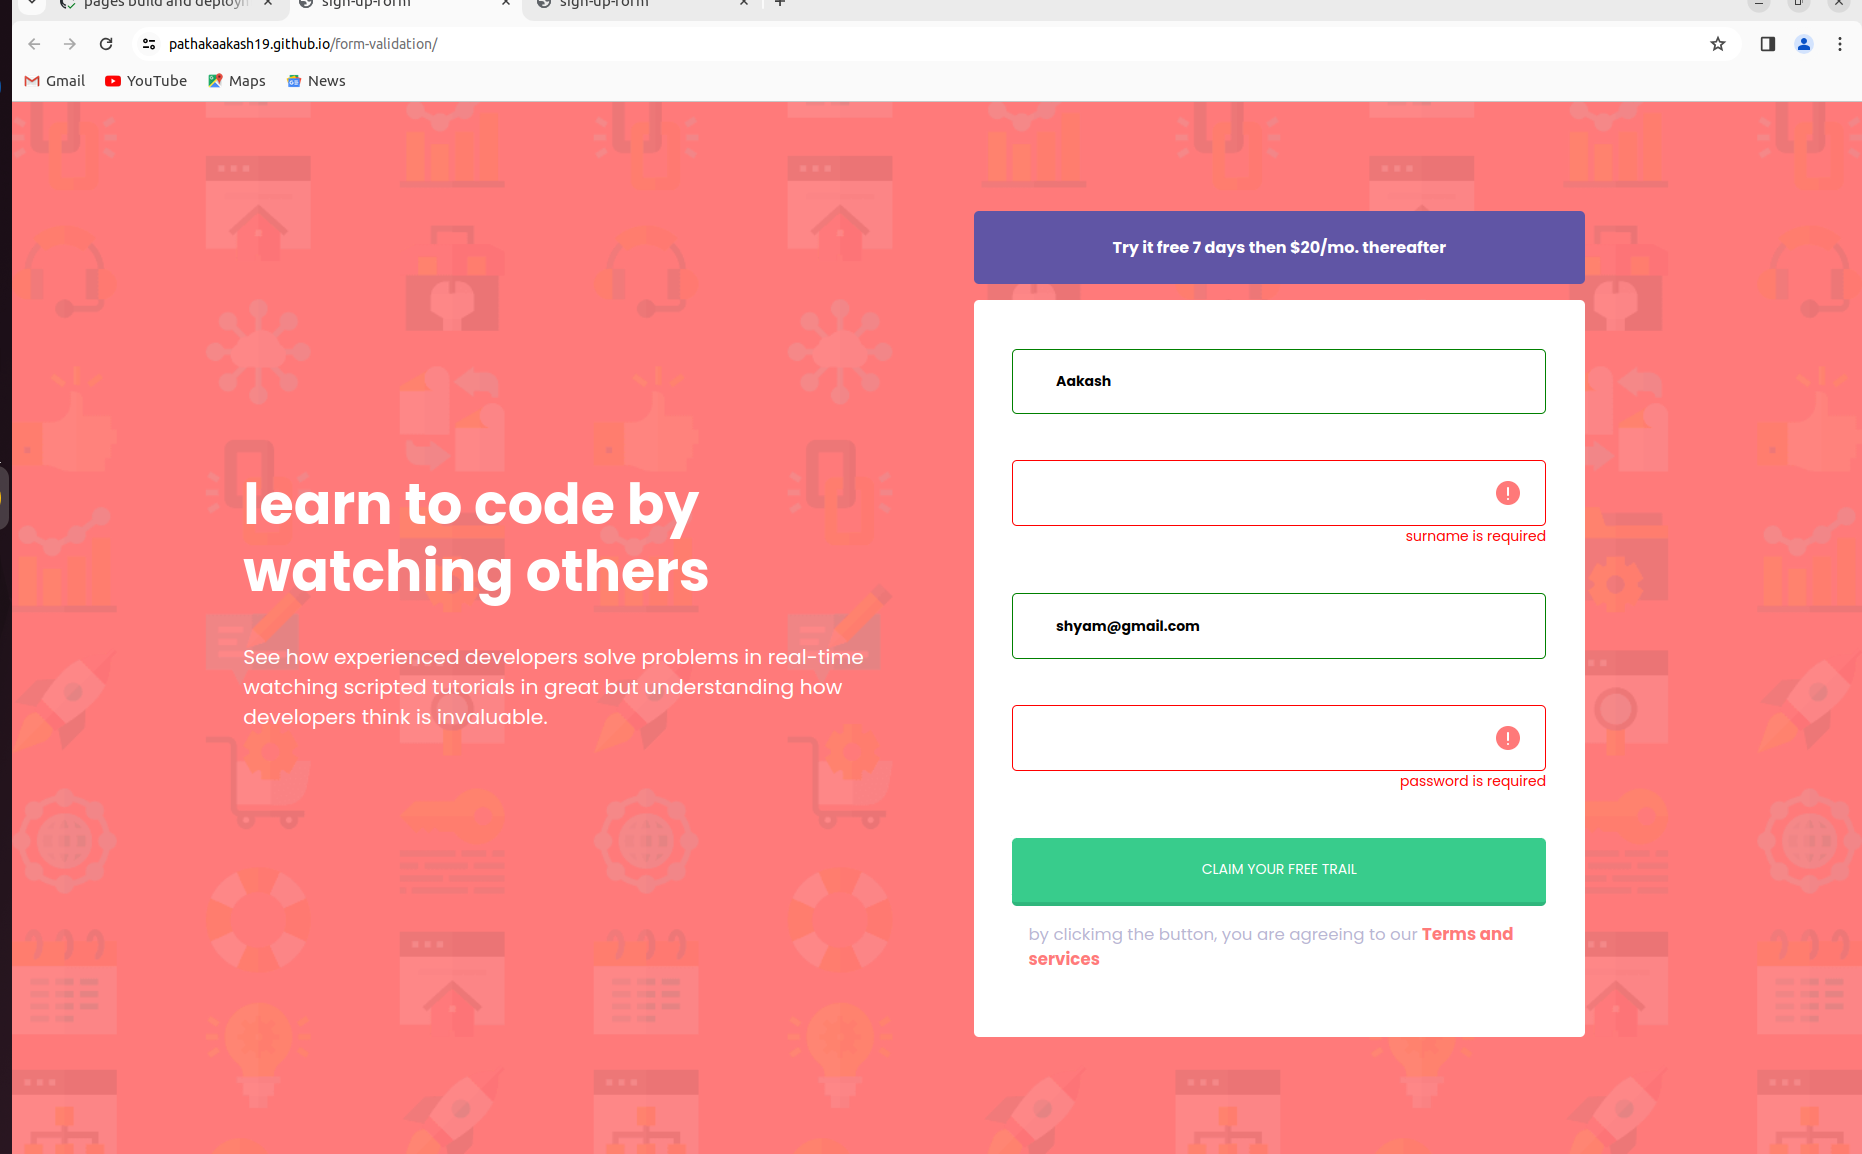 pages build and deploym
sign-up-form
sign-up-form
pathakaakash19.github.io/form-validation/
Gmail
YouTube
Maps
News
Try it free 7 days then $20/mo. thereafter
Aakash
surname is required
shyam@gmail.com
password is required
CLAIM YOUR FREE TRAIL
by clickimg the button, you are agreeing to our Terms and
services
learn to code by
watching others
See how experienced developers solve problems in real-time
watching scripted tutorials in great but understanding how
developers think is invaluable.